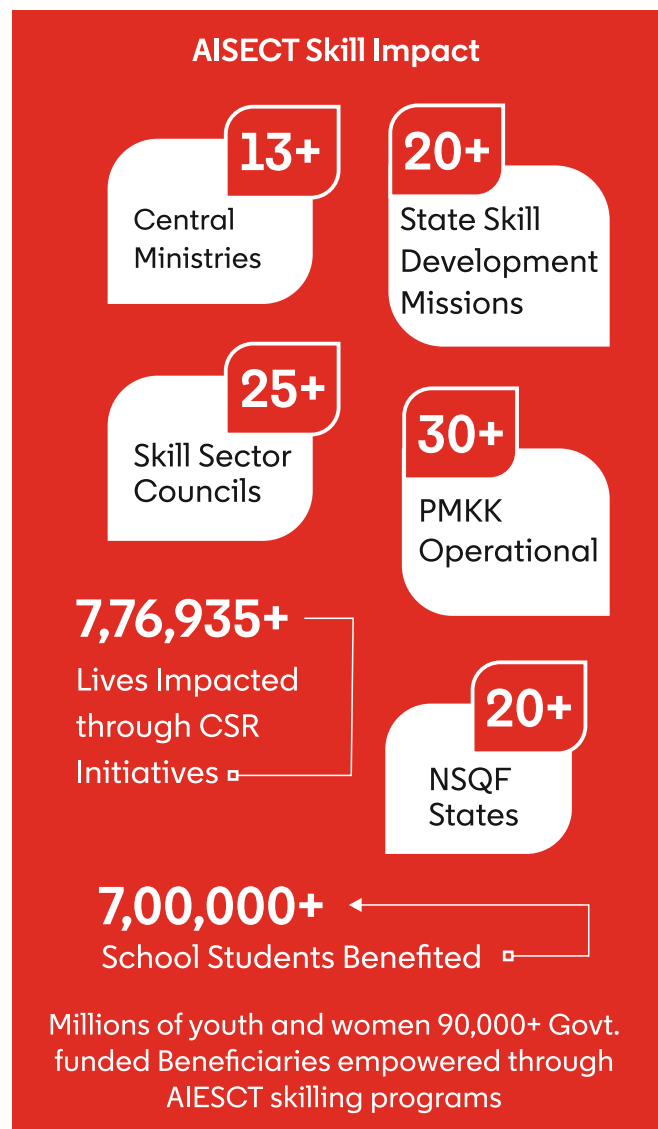 AISECT Skill Impact
13+
Central
Ministries
20+
State Skill
Development
Missions
25+
Skill Sector
Councils
30+
PMKK
Operational
7,76,935+
Lives Impacted
through CSR
Initiatives
20+
NSQF
States
7,00,000+
School Students Benefited
Millions of youth and women 90,000+ Govt.
funded Beneficiaries empowered through
AIESCT skilling programs